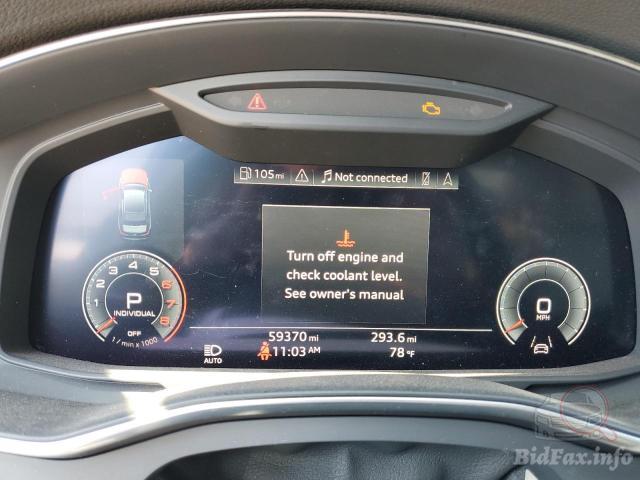 105 mi Not connected
Turn off engine and
check coolant level.
See owner's manual
1 2 3 4 5 6 7 8
P
INDIVIDUAL
OFF
1 / min x 1000
0
MPH
59370 mi 293.6 mi
AUTO 11:03 AM 78 °F
BidFax.info